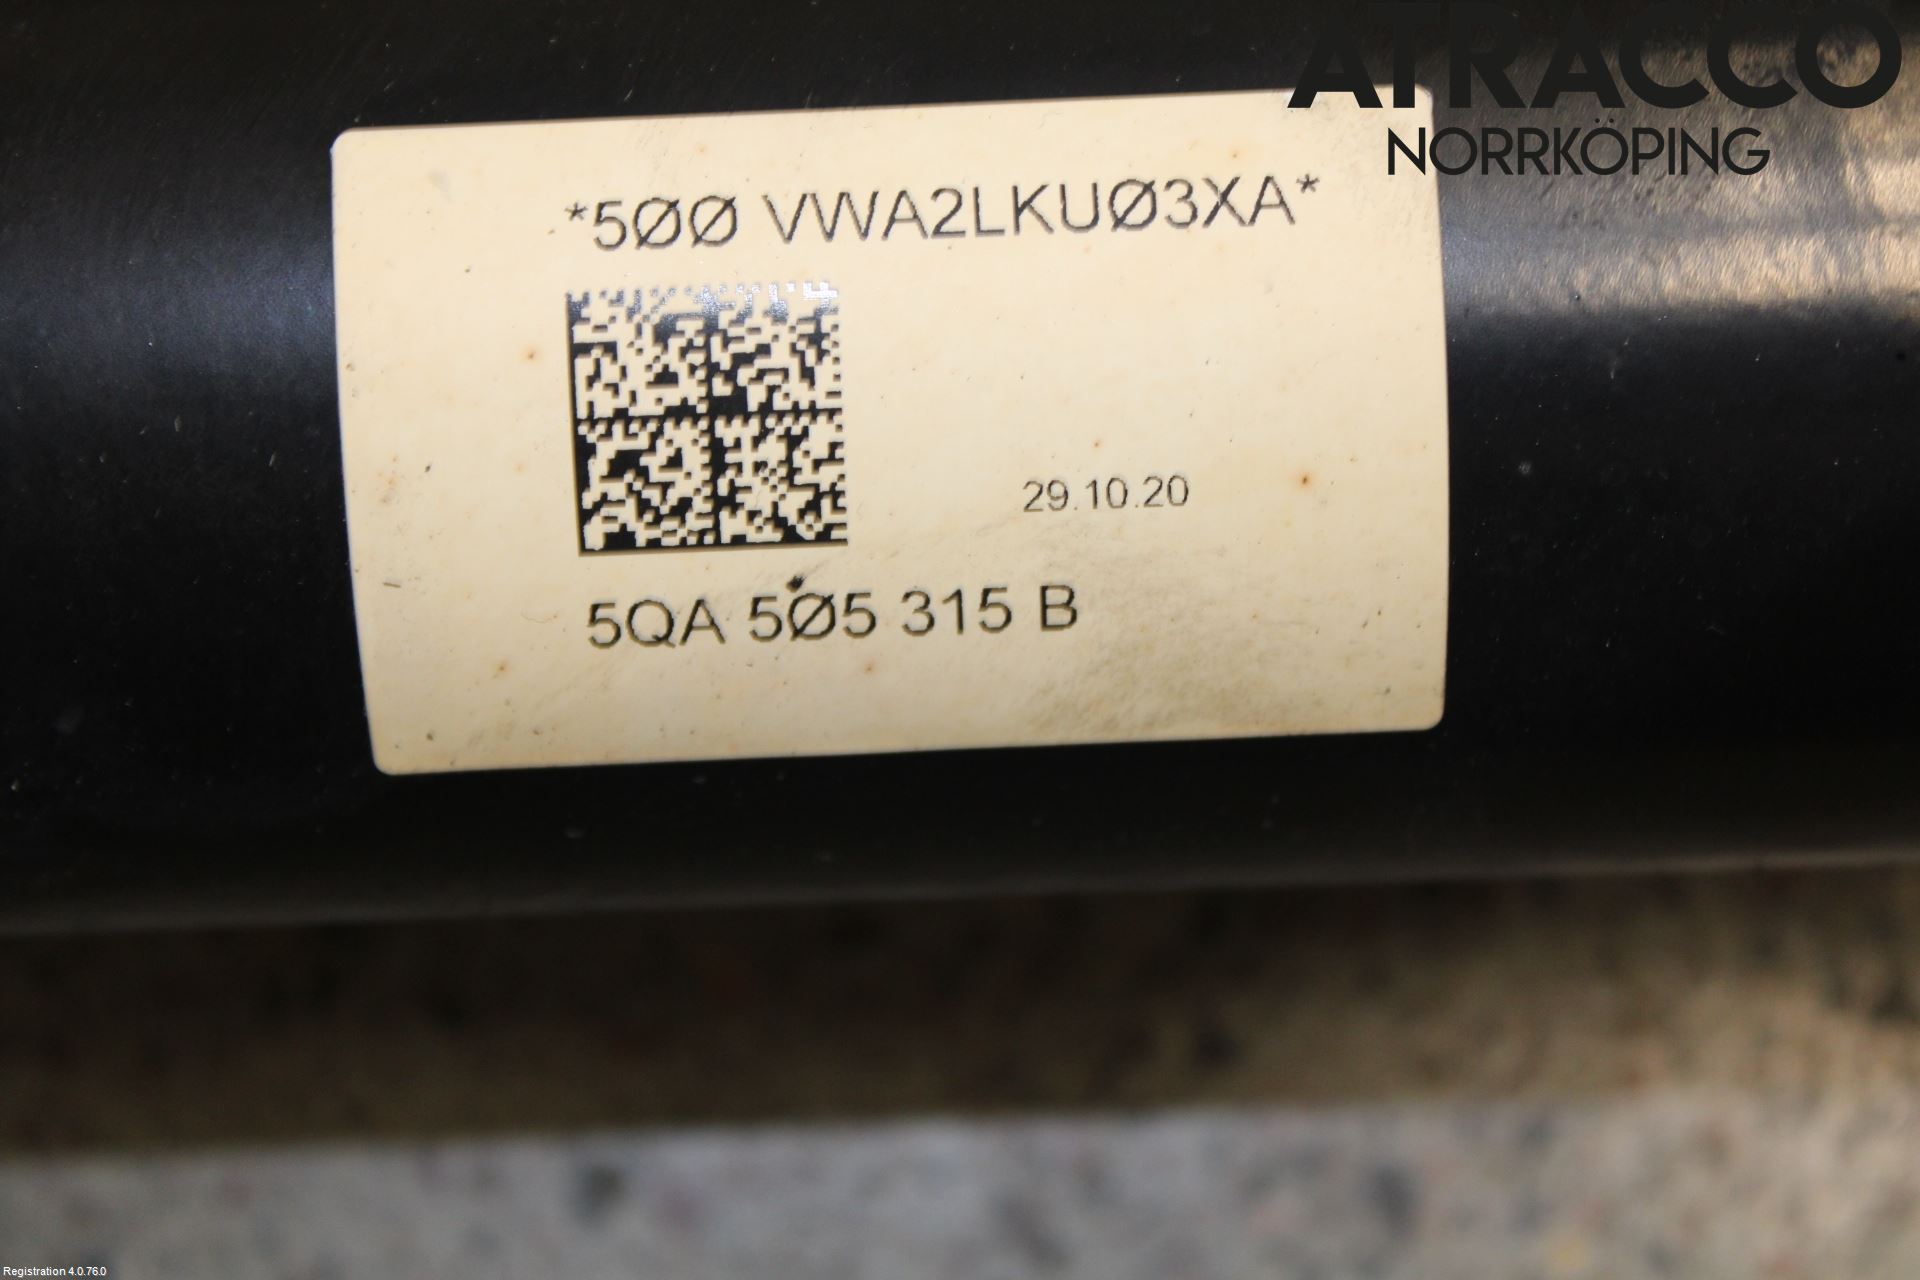 ATRACCO
NORRKÖPING
*5ØØ VWA2LKUØ3XA*
29.10.20
5QA 5Ø5 315 B
Registration 4.0.76.0